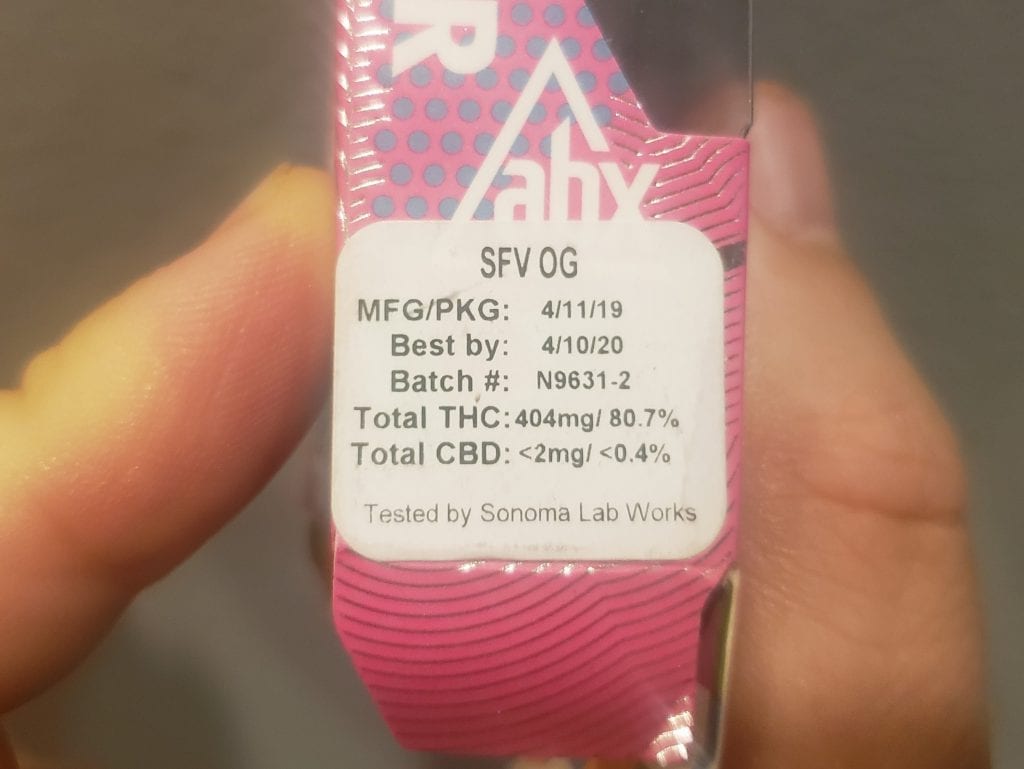 R
abx
SFV OG
MFG/PKG: 4/11/19
Best by: 4/10/20
Batch #: N9631-2
Total THC: 404mg/ 80.7%
Total CBD: <2mg/ <0.4%
Tested by Sonoma Lab Works